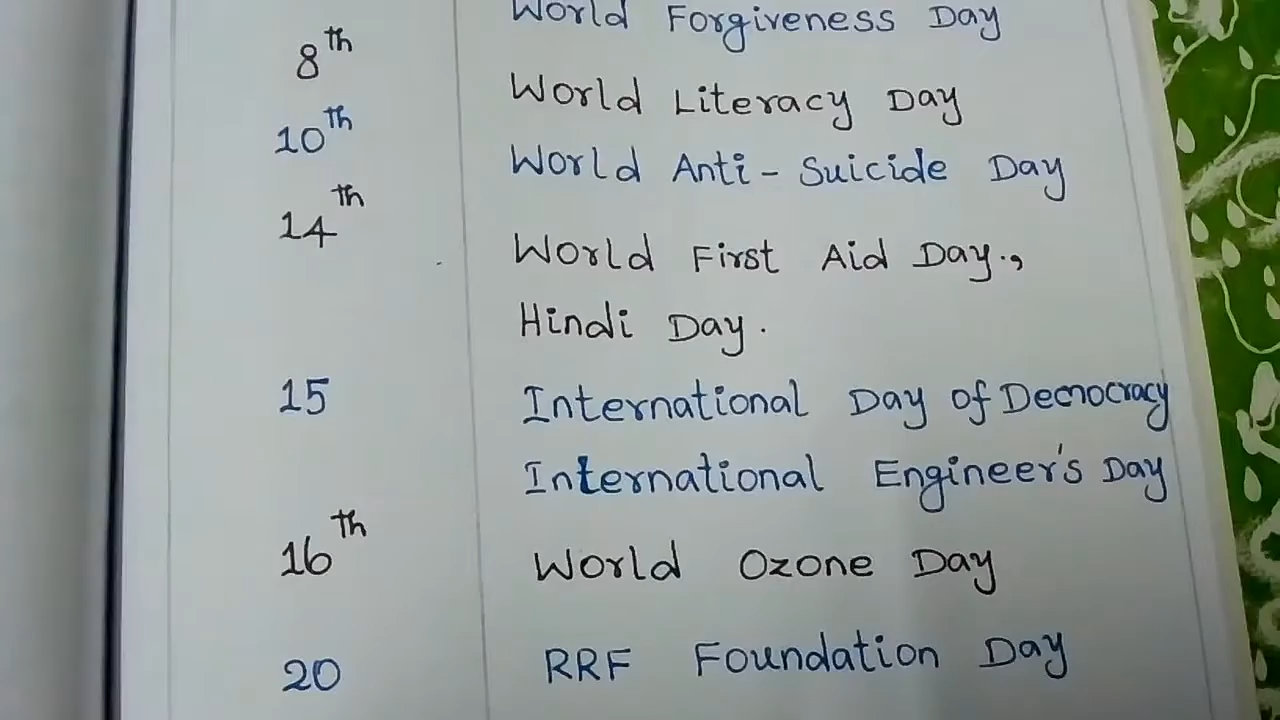 World Forgiveness Day
8th World Literacy Day
10th World Anti - Suicide Day
14th World First Aid Day.,
Hindi Day.
15 International Day of Democracy
International Engineer's Day
16th World Ozone Day
20 RRF Foundation Day